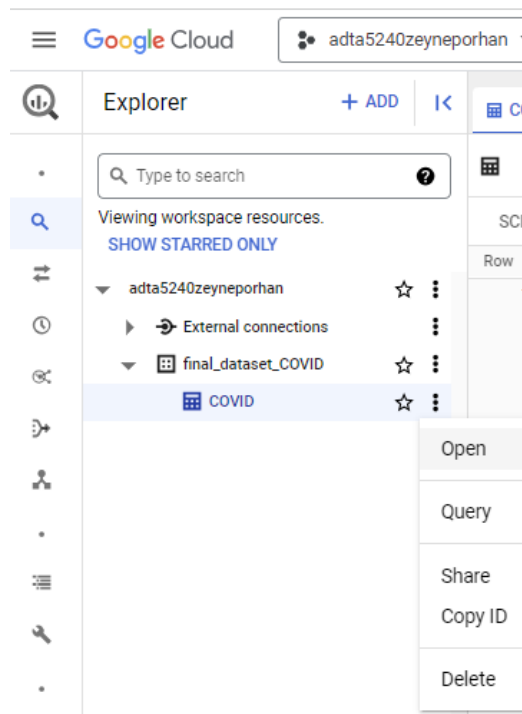 Google Cloud
adta5240zeyneporhan
Explorer
+ ADD
Type to search
Viewing workspace resources.
SHOW STARRED ONLY
Row
adta5240zeyneporhan
External connections
final_dataset_COVID
COVID
Open
Query
Share
Copy ID
Delete